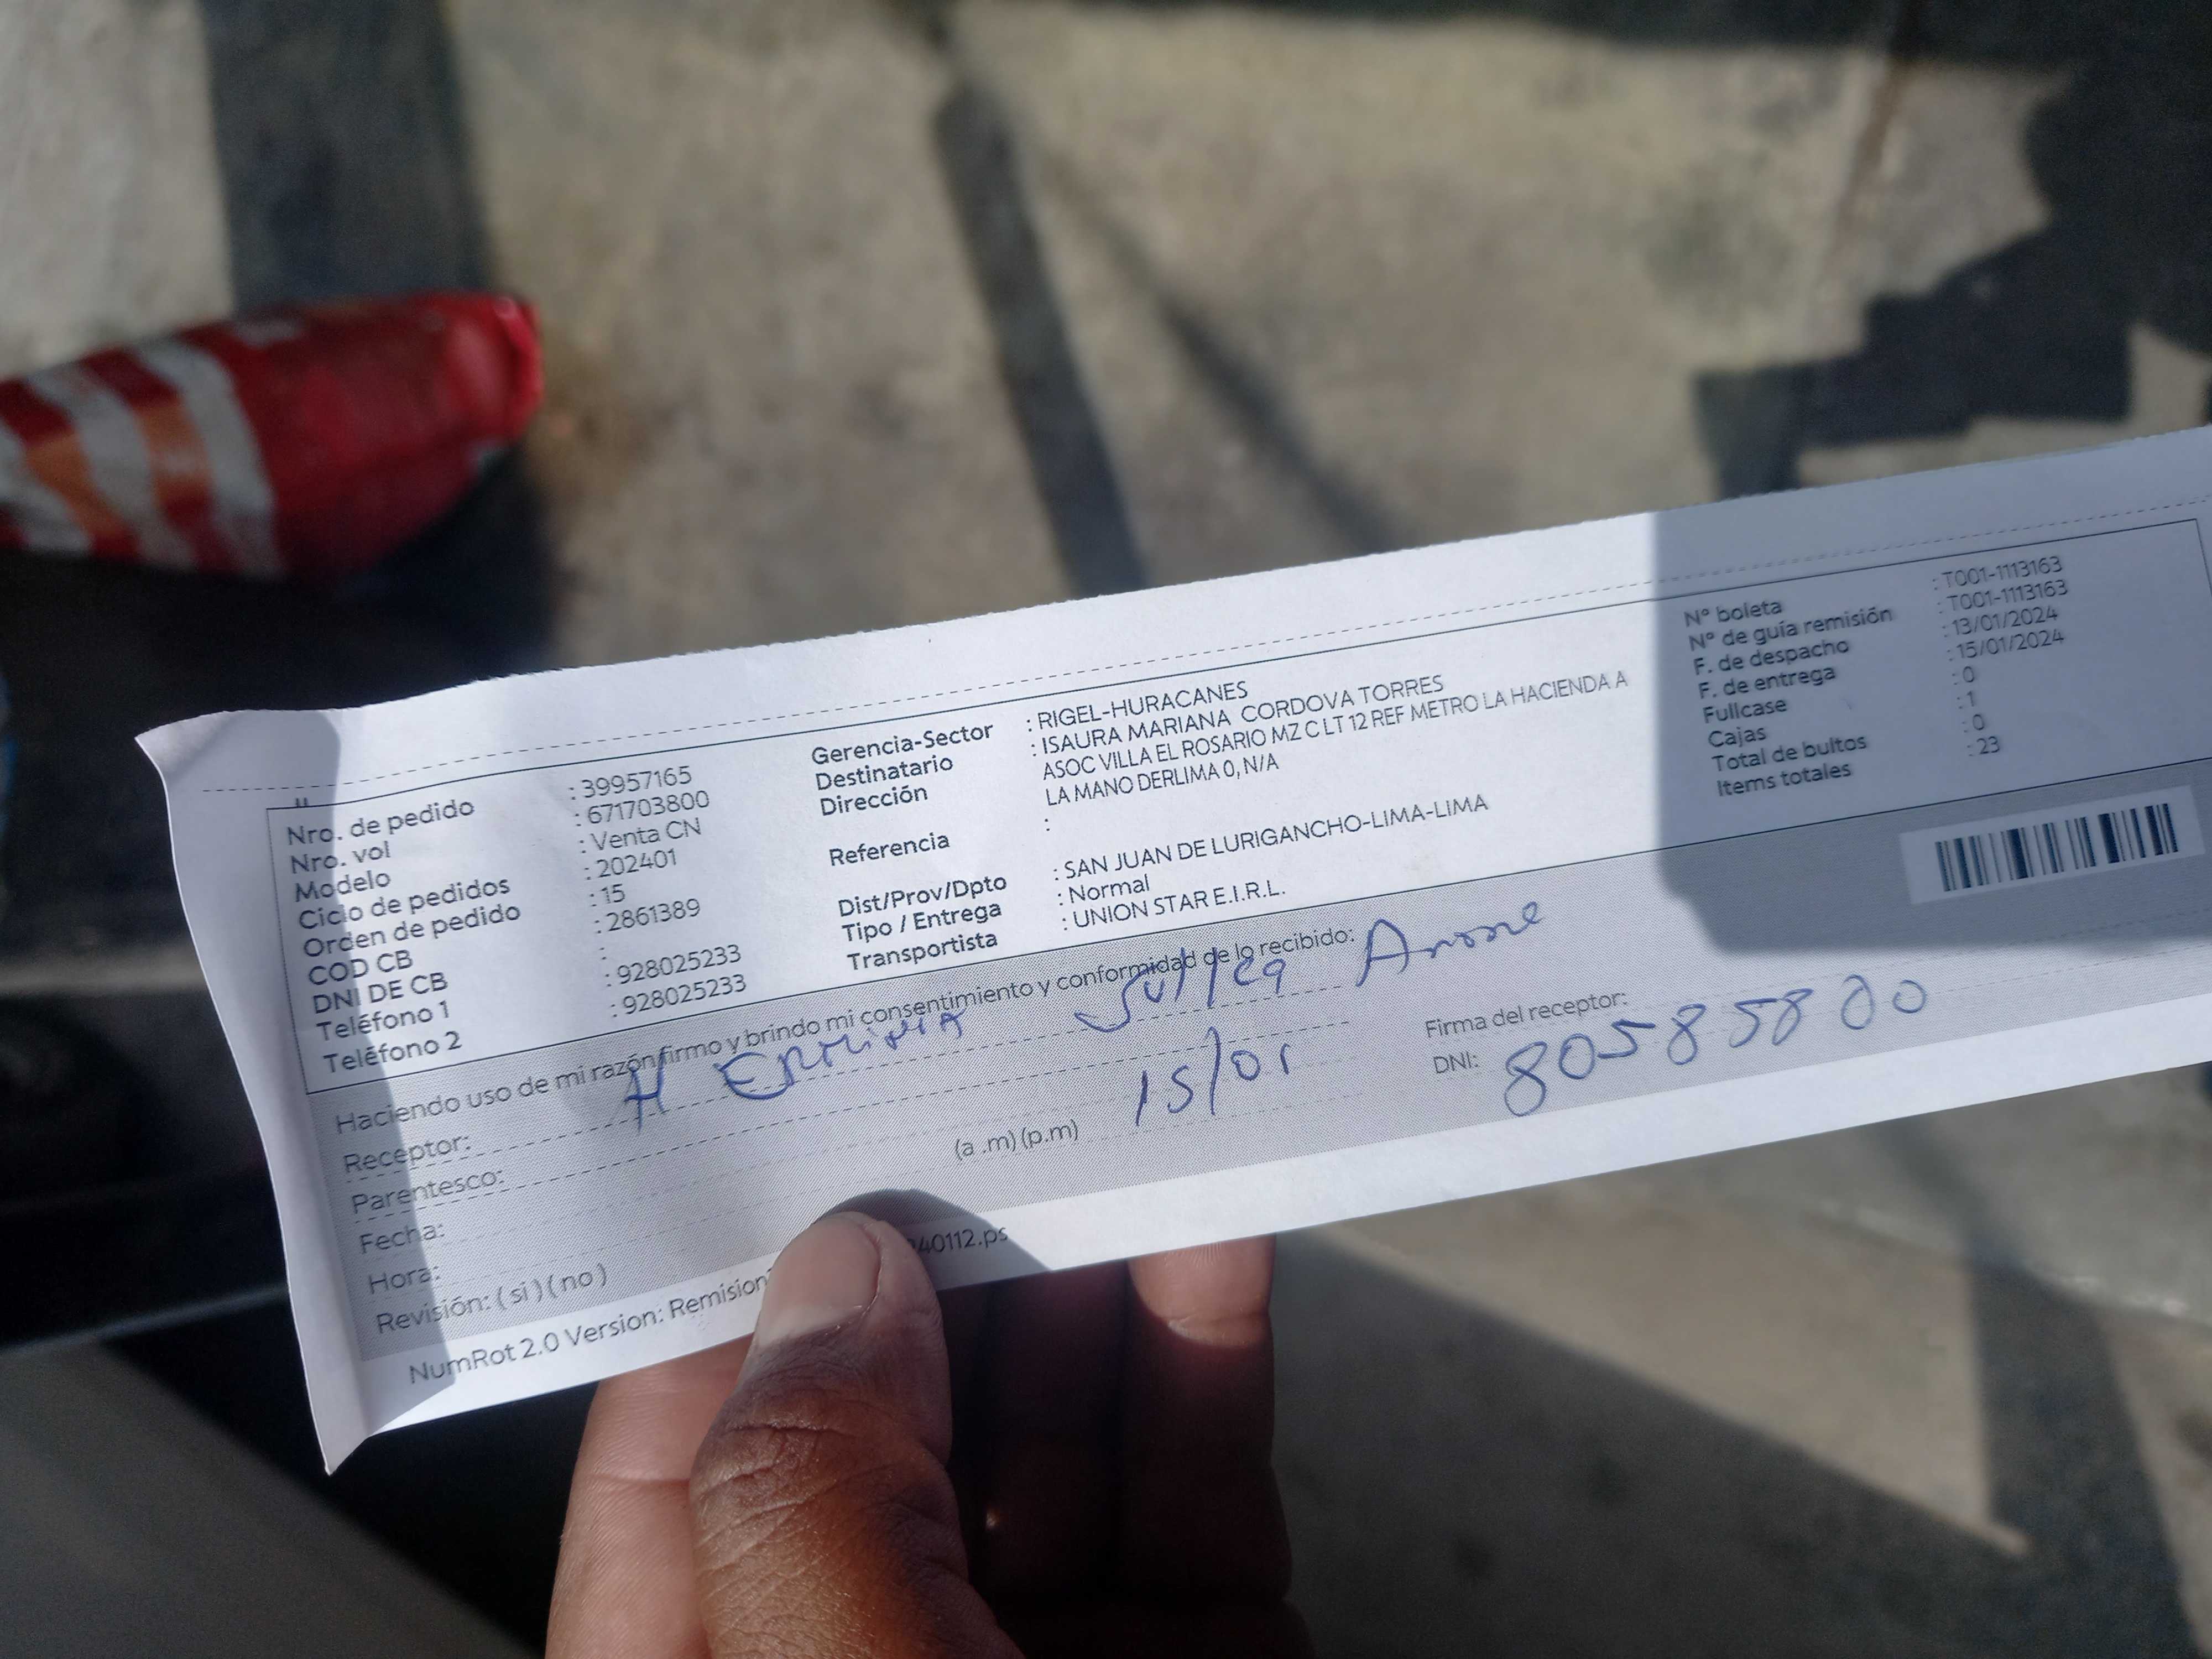 Nro. de pedido : 39957165
Nro. vol : 671703800
Modelo : Venta CN
Ciclo de pedidos : 202401
Orden de pedido : 15
COD CB : 2861389
DNI DE CB :
Teléfono 1 : 928025233
Teléfono 2 : 928025233
Gerencia-Sector : RIGEL-HURACANES
Destinatario : ISAURA MARIANA CORDOVA TORRES
Dirección ASOC VILLA EL ROSARIO MZ C LT 12 REF METRO LA HACIENDA A
LA MANO DERLIMA 0, N/A
Referencia :
Dist/Prov/Dpto : SAN JUAN DE LURIGANCHO-LIMA-LIMA
Tipo / Entrega : Normal
Transportista : UNION STAR E.I.R.L.
N° boleta : T001-1113163
N° de guía remisión : T001-1113163
F. de despacho : 13/01/2024
F. de entrega : 15/01/2024
Fullcase : 0
Cajas : 1
Total de bultos : 0
Items totales : 23
Haciendo uso de mi razón firmo y brindo mi consentimiento y conformidad de lo recibido:
Receptor:
Parentesco:
Fecha: 15/01
Hora: (a .m) (p.m)
Revisión: ( si ) ( no )
Firma del receptor:
DNI: 80585880
NumRot 2.0 Version: Remision 40112.ps